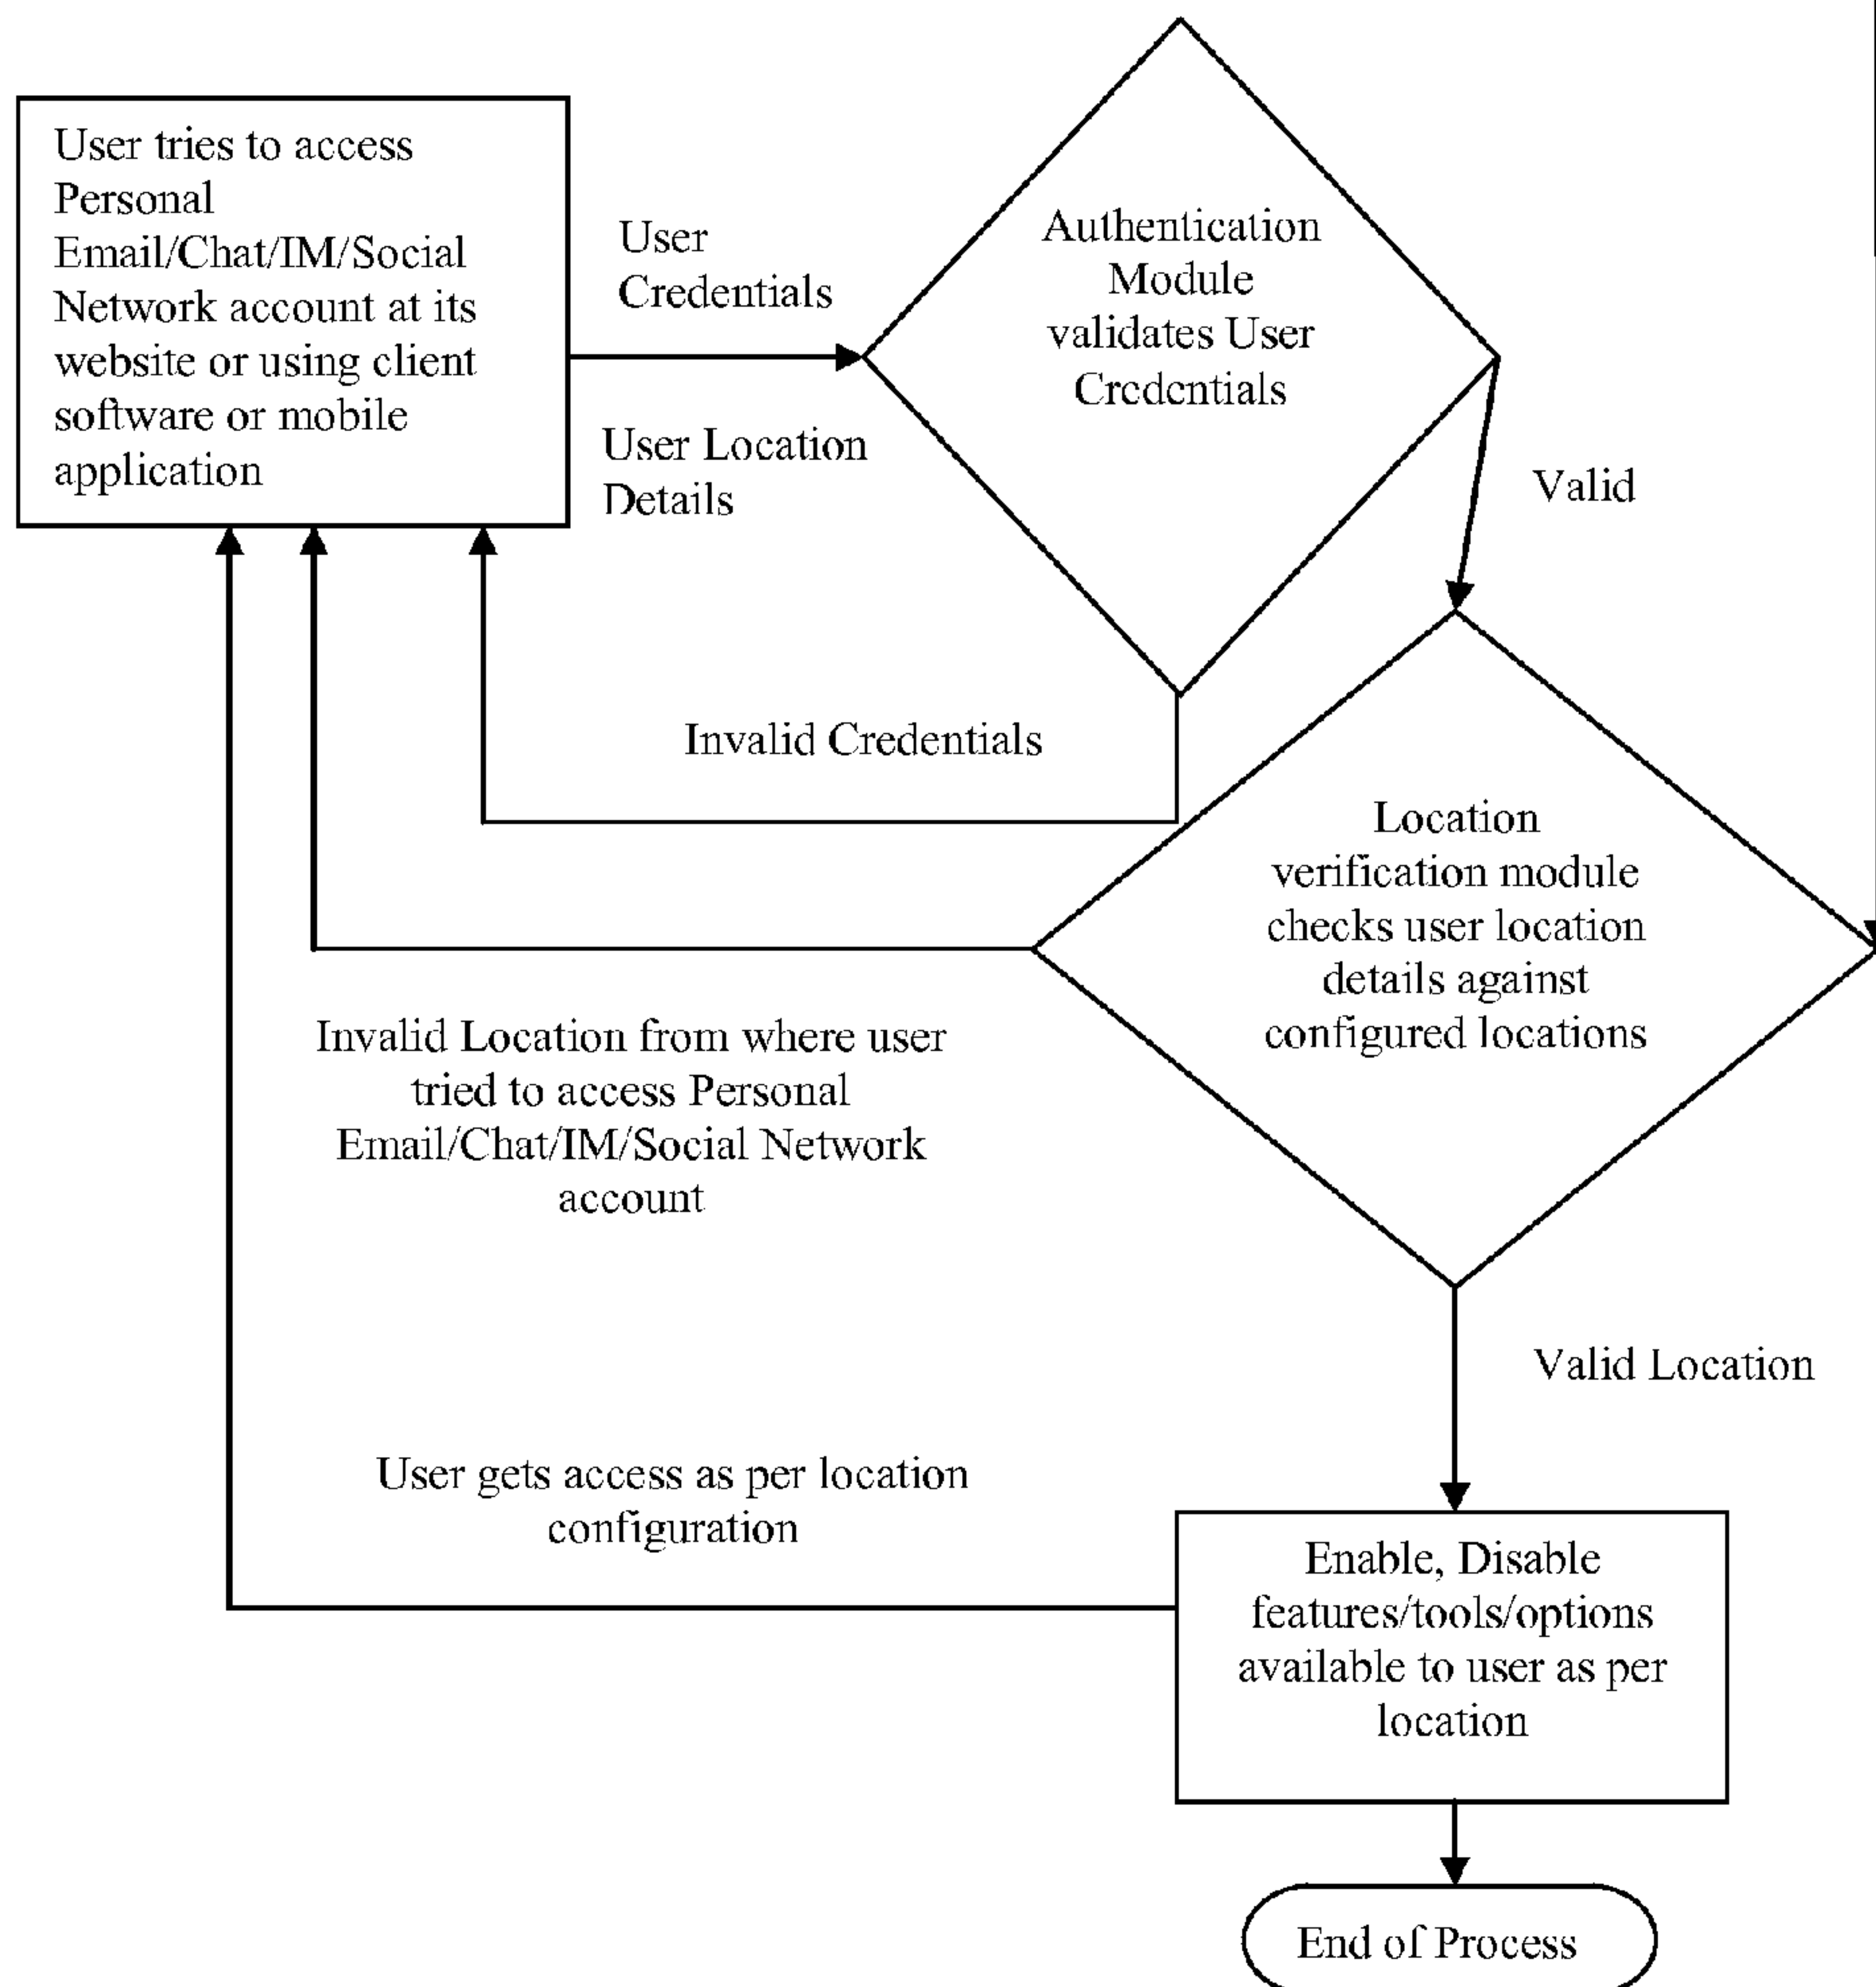 User tries to access
Personal
Email/Chat/IM/Social
Network account at its
website or using client
software or mobile
application
User
Credentials
User Location
Details
Authentication
Module
validates User
Credentials
Valid
Invalid Credentials
Location
verification module
checks user location
details against
configured locations
Invalid Location from where user
tried to access Personal
Email/Chat/IM/Social Network
account
Valid Location
User gets access as per location
configuration
Enable, Disable
features/tools/options
available to user as per
location
End of Process